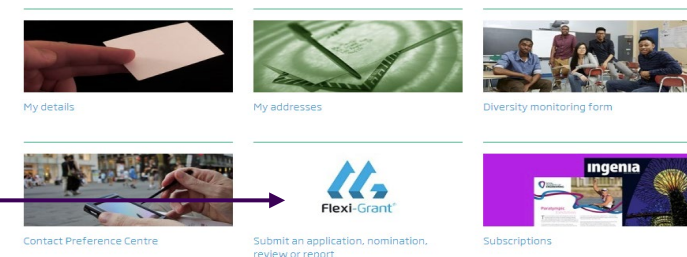 My details
My addresses
Diversity monitoring form
Flexi-Grant®
ingenia
Paralympic
Contact Preference Centre
Submit an application, nomination,
review or report
Subscriptions